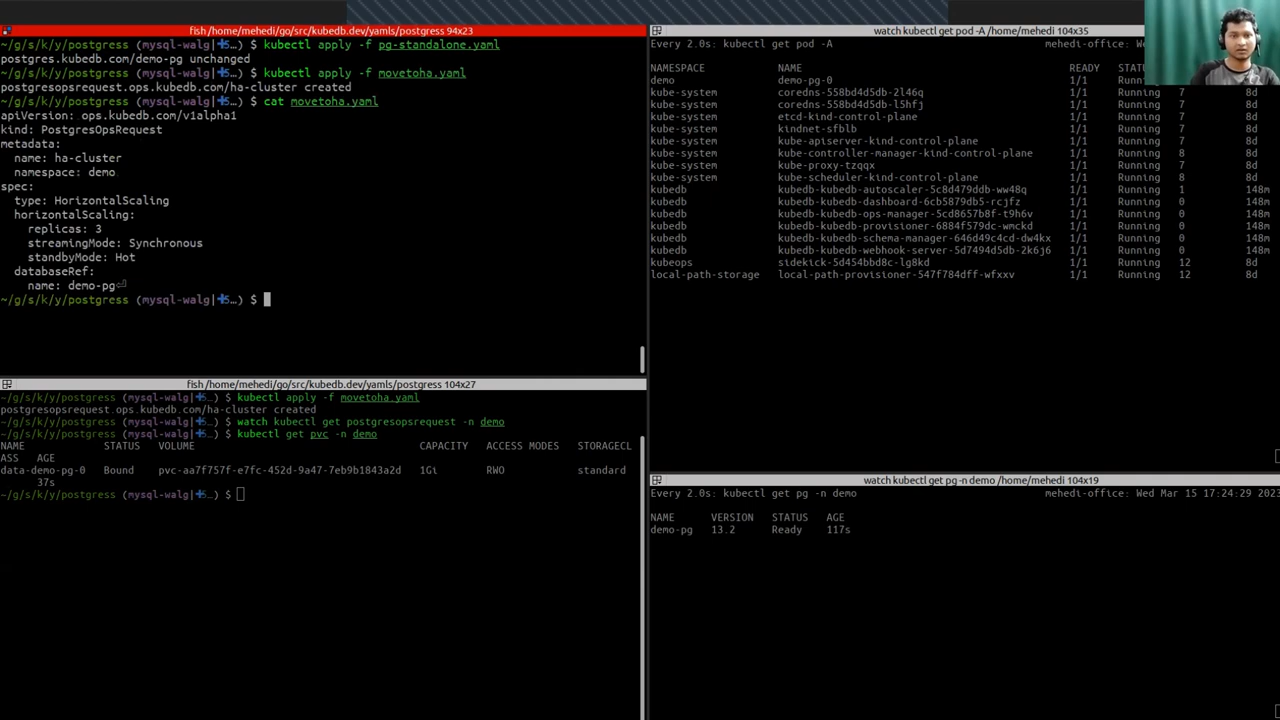 fish /home/mehedi/go/src/kubedb.dev/yamls/postgress 94x23
~/g/s/k/y/postgress (mysql-walg|✚5…) $ kubectl apply -f pg-standalone.yaml
postgres.kubedb.com/demo-pg unchanged
~/g/s/k/y/postgress (mysql-walg|✚5…) $ kubectl apply -f movetoha.yaml
postgresopsrequest.ops.kubedb.com/ha-cluster created
~/g/s/k/y/postgress (mysql-walg|✚5…) $ cat movetoha.yaml
apiVersion: ops.kubedb.com/v1alpha1
kind: PostgresOpsRequest
metadata:
  name: ha-cluster
  namespace: demo
spec:
  type: HorizontalScaling
  horizontalScaling:
    replicas: 3
    streamingMode: Synchronous
    standbyMode: Hot
  databaseRef:
    name: demo-pg⏎
~/g/s/k/y/postgress (mysql-walg|✚5…) $
fish /home/mehedi/go/src/kubedb.dev/yamls/postgress 104x27
~/g/s/k/y/postgress (mysql-walg|✚5…) $ kubectl apply -f movetoha.yaml
postgresopsrequest.ops.kubedb.com/ha-cluster created
~/g/s/k/y/postgress (mysql-walg|✚5…) $ watch kubectl get postgresopsrequest -n demo
~/g/s/k/y/postgress (mysql-walg|✚5…) $ kubectl get pvc -n demo
NAME STATUS VOLUME CAPACITY ACCESS MODES STORAGECL
ASS AGE
data-demo-pg-0 Bound pvc-aa7f757f-e7fc-452d-9a47-7eb9b1843a2d 1Gi RWO standard
37s
~/g/s/k/y/postgress (mysql-walg|✚5…) $
watch kubectl get pod -A /home/mehedi 104x35
Every 2.0s: kubectl get pod -A mehedi-office: We
NAMESPACE NAME READY STATU
demo demo-pg-0 1/1 Runnin
kube-system coredns-558bd4d5db-2l46q 1/1 Running 7 8d
kube-system coredns-558bd4d5db-l5hfj 1/1 Running 7 8d
kube-system etcd-kind-control-plane 1/1 Running 7 8d
kube-system kindnet-sfblb 1/1 Running 7 8d
kube-system kube-apiserver-kind-control-plane 1/1 Running 7 8d
kube-system kube-controller-manager-kind-control-plane 1/1 Running 8 8d
kube-system kube-proxy-tzqqx 1/1 Running 7 8d
kube-system kube-scheduler-kind-control-plane 1/1 Running 8 8d
kubedb kubedb-kubedb-autoscaler-5c8d479ddb-ww48q 1/1 Running 1 148m
kubedb kubedb-kubedb-dashboard-6cb5879db5-rcjfz 1/1 Running 0 148m
kubedb kubedb-kubedb-ops-manager-5cd8657b8f-t9h6v 1/1 Running 0 148m
kubedb kubedb-kubedb-provisioner-6884f579dc-wmckd 1/1 Running 0 148m
kubedb kubedb-kubedb-schema-manager-646d49c4cd-dw4kx 1/1 Running 0 148m
kubedb kubedb-kubedb-webhook-server-5d7494d5db-2k6j6 1/1 Running 0 148m
kubeops sidekick-5d454bbd8c-lg8kd 1/1 Running 12 8d
local-path-storage local-path-provisioner-547f784dff-wfxxv 1/1 Running 12 8d
watch kubectl get pg -n demo /home/mehedi 104x19
Every 2.0s: kubectl get pg -n demo mehedi-office: Wed Mar 15 17:24:29 2023
NAME VERSION STATUS AGE
demo-pg 13.2 Ready 117s